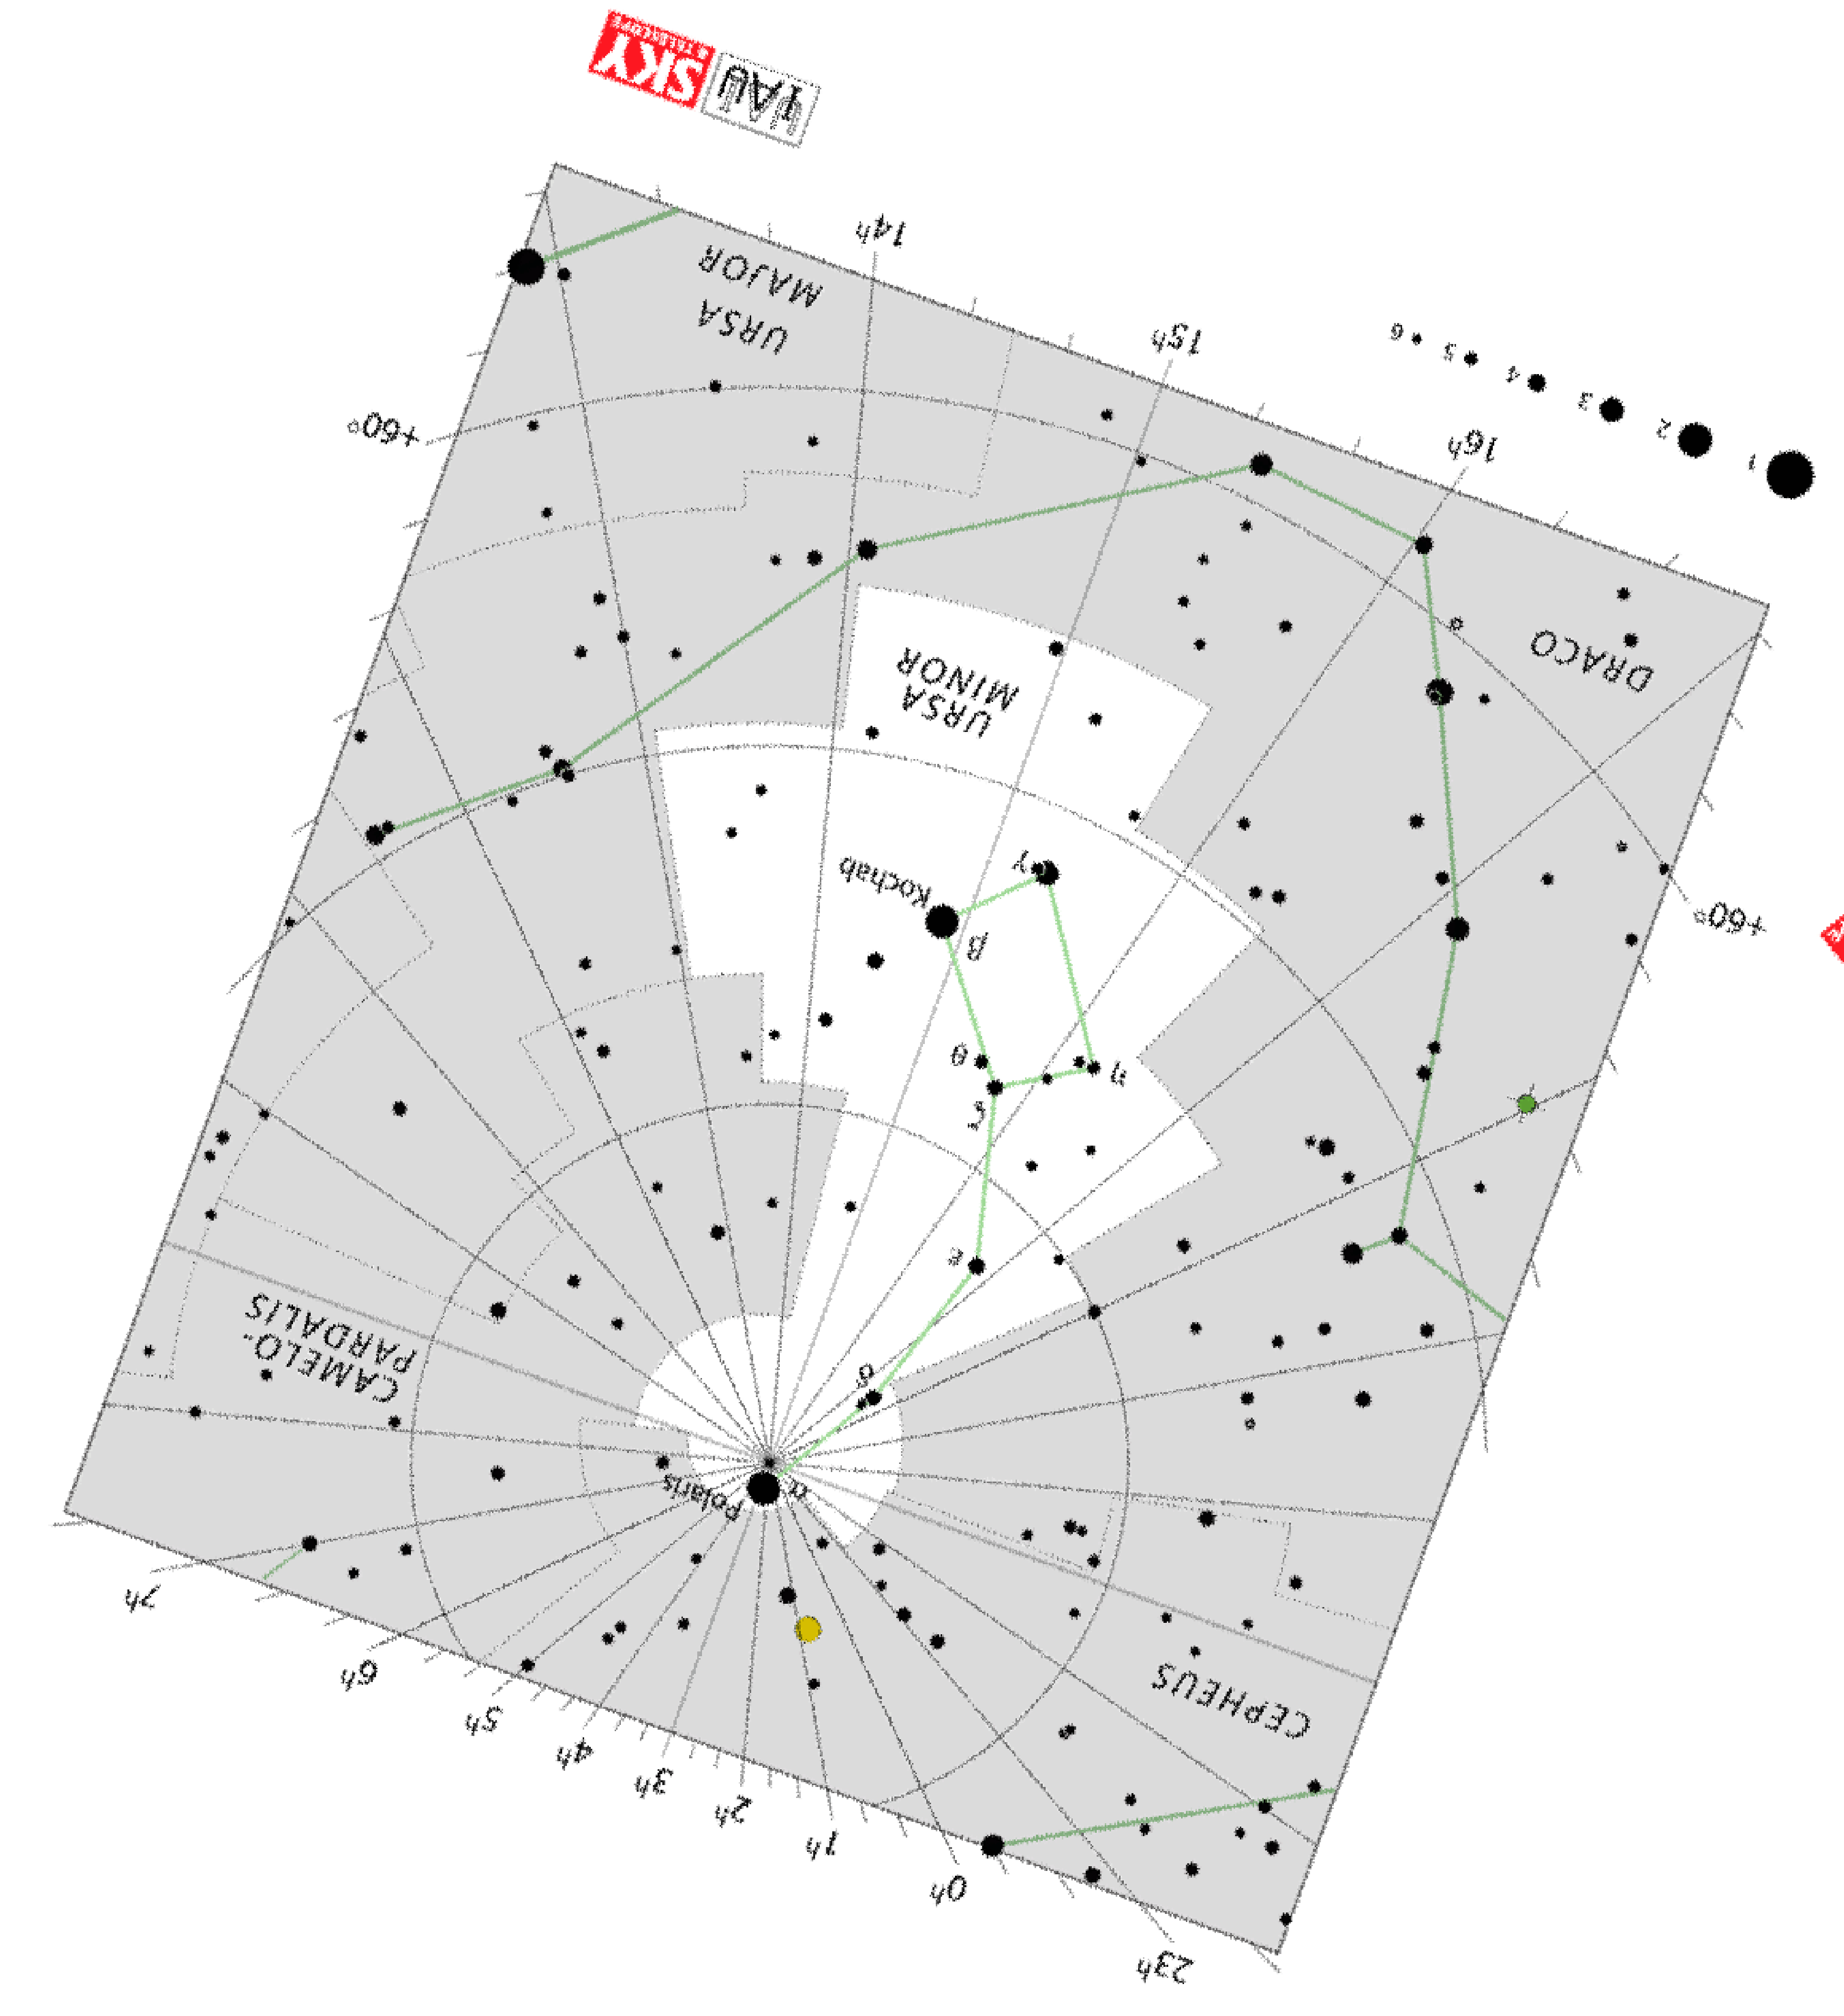 SKY
& TELESCOPE
IAU
14h
15h
16h
1
2
3
4
5
6
URSA
MAJOR
+60°
DRACO
URSA
MINOR
+60°
Kochab
γ
β
θ
η
ζ
ε
δ
CAMELO-
PARDALIS
Polaris
α
CEPHEUS
7h
6h
5h
4h
3h
2h
1h
0h
23h